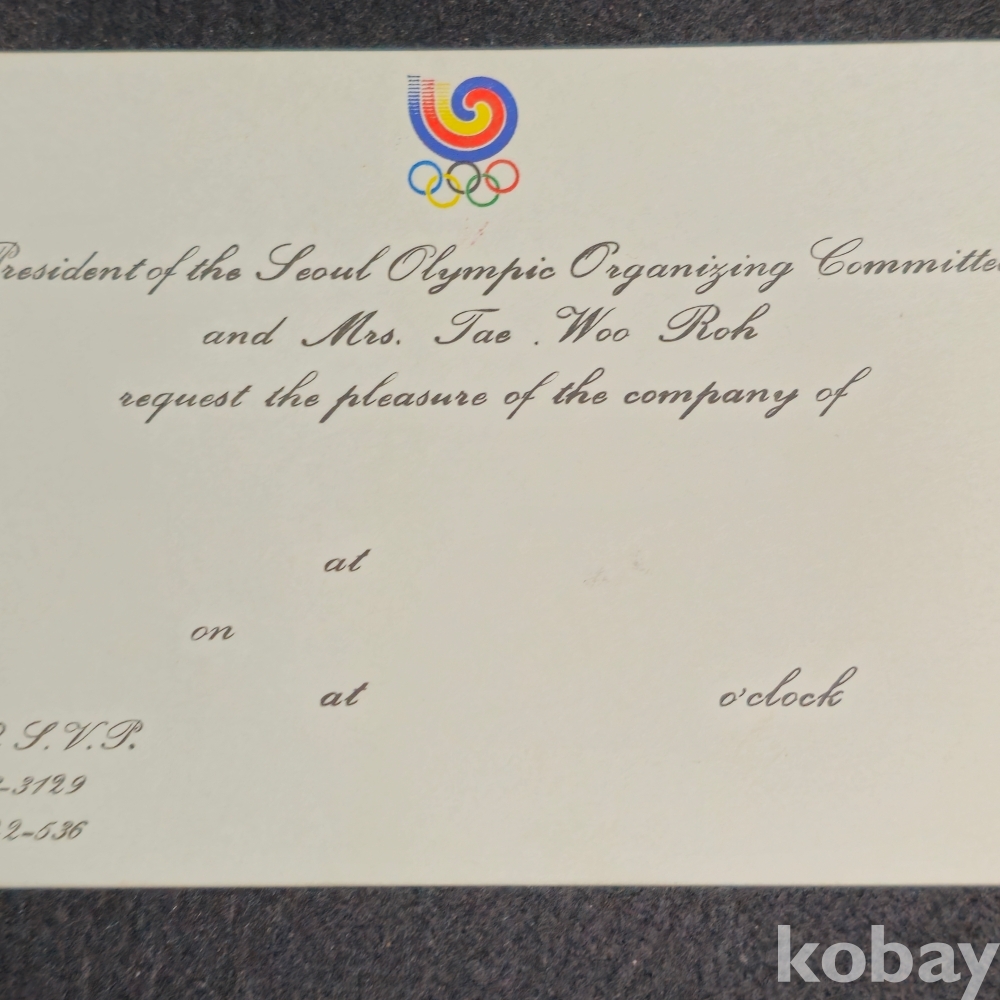 President of the Seoul Olympic Organizing Committee
and Mrs. Tae . Woo Roh
request the pleasure of the company of
at
on
at o'clock
S.V.P.
-3129
2-536
kobay